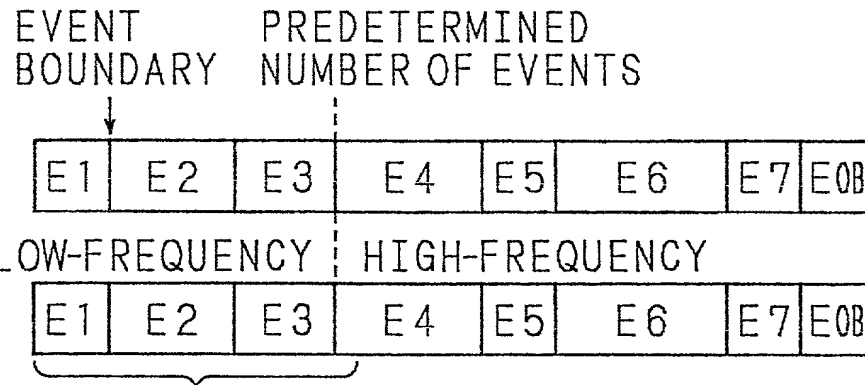 EVENT BOUNDARY
PREDETERMINED NUMBER OF EVENTS
E1 E2 E3 E4 E5 E6 E7 EOB
LOW-FREQUENCY HIGH-FREQUENCY
E1 E2 E3 E4 E5 E6 E7 EOB